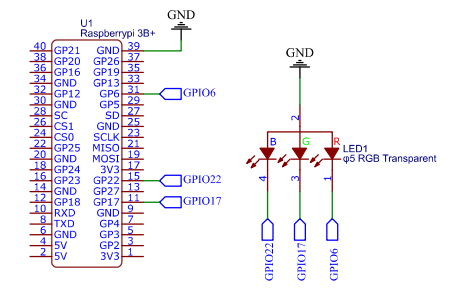 GND
U1
Raspberrypi 3B+
40 GP21 GND 39
38 GP20 GP26 37
36 GP16 GP19 35
34 GND GP13 33
32 GP12 GP6 31 GPIO6
30 GND GP5 29
28 SC SD 27
26 CS1 GND 25
24 CS0 SCLK 23
22 GP25 MISO 21
20 GND MOSI 19
18 GP24 3V3 17
16 GP23 GP22 15 GPIO22
14 GND GP27 13
12 GP18 GP17 11 GPIO17
10 RXD GND 9
8 TXD GP4 7
6 GND GP3 5
4 5V GP2 3
2 5V 3V3 1
GND
2
B G R
LED1
φ5 RGB Transparent
4 3 1
GPIO22 GPIO17 GPIO6